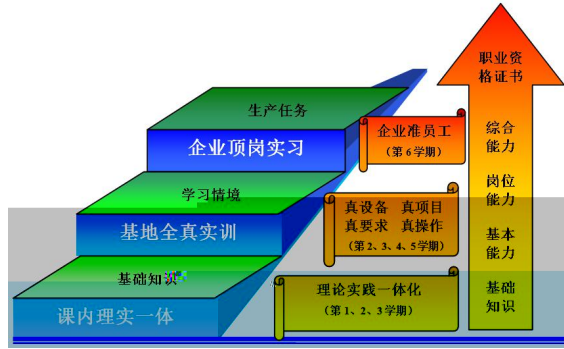 职业资
格证书
生产任务
企业顶岗实习
企业准员工
（第6学期）
综合
能力
学习情境
岗位
能力
基地全真实训
真设备 真项目
真要求 真操作
（第2、3、4、5学期）
基本
能力
基础知识
课内理实一体
理论实践一体化
（第1、2、3学期）
基础
知识